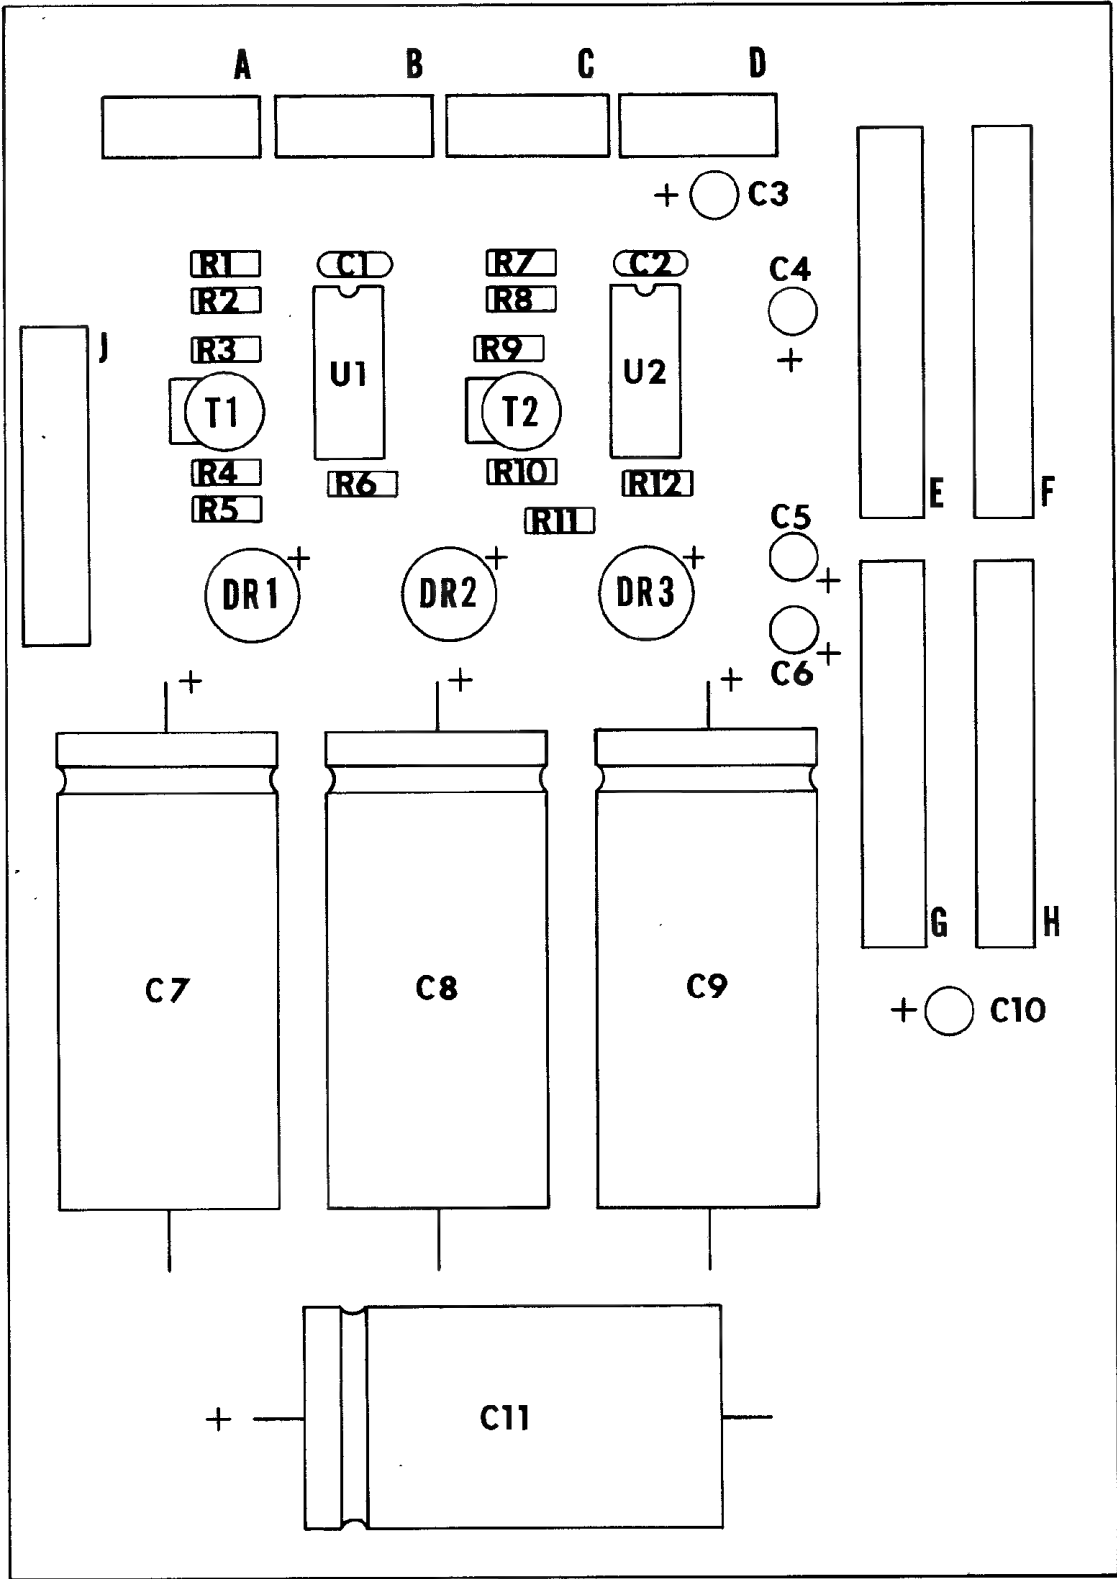 A B C D
+ C3
R1 C1 R7 C2 C4
R2 R8
+
J R3 U1 R9 U2
T1 T2
R4 R6 R10 R12 E F
R5 R11 C5
+ + + +
DR1 DR2 DR3
+
C6
+ + +
G H
C7 C8 C9
+ C10
+ C11